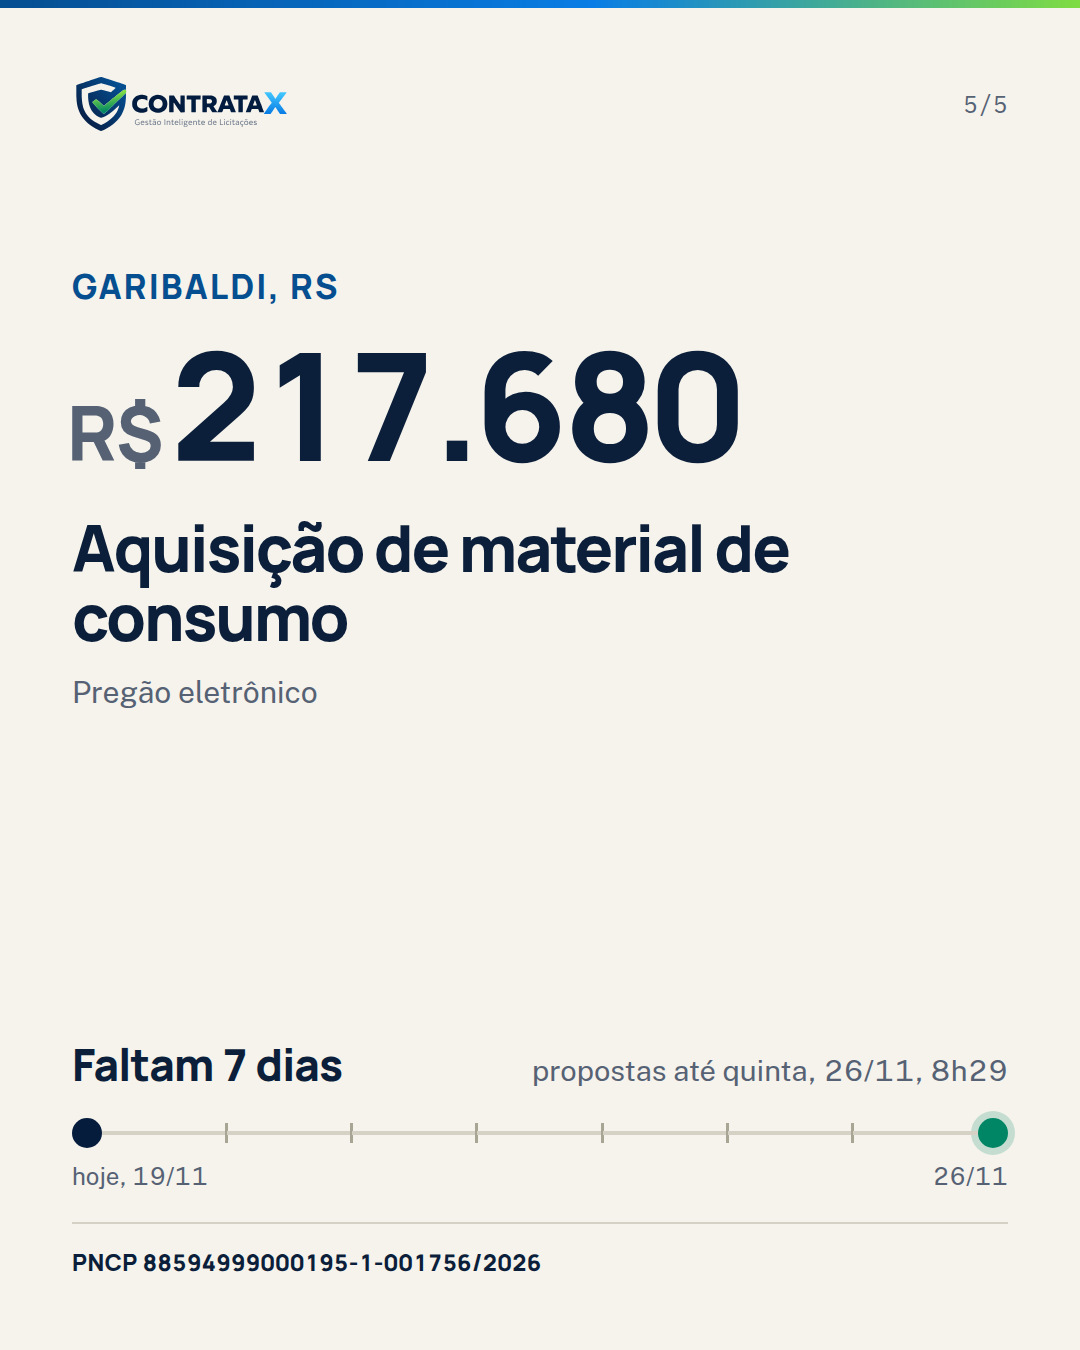 CONTRATAX
Gestão Inteligente de Licitações
5/5
GARIBALDI, RS
R$217.680
Aquisição de material de
consumo
Pregão eletrônico
Faltam 7 dias
propostas até quinta, 26/11, 8h29
hoje, 19/11
26/11
PNCP 88594999000195-1-001756/2026